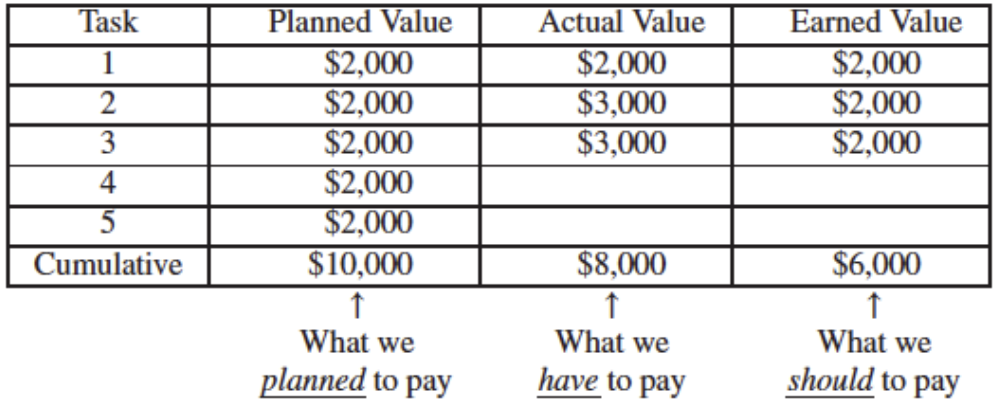 Task Planned Value Actual Value Earned Value
1 $2,000 $2,000 $2,000
2 $2,000 $3,000 $2,000
3 $2,000 $3,000 $2,000
4 $2,000
5 $2,000
Cumulative $10,000 $8,000 $6,000
↑ ↑ ↑
What we What we What we
planned to pay have to pay should to pay